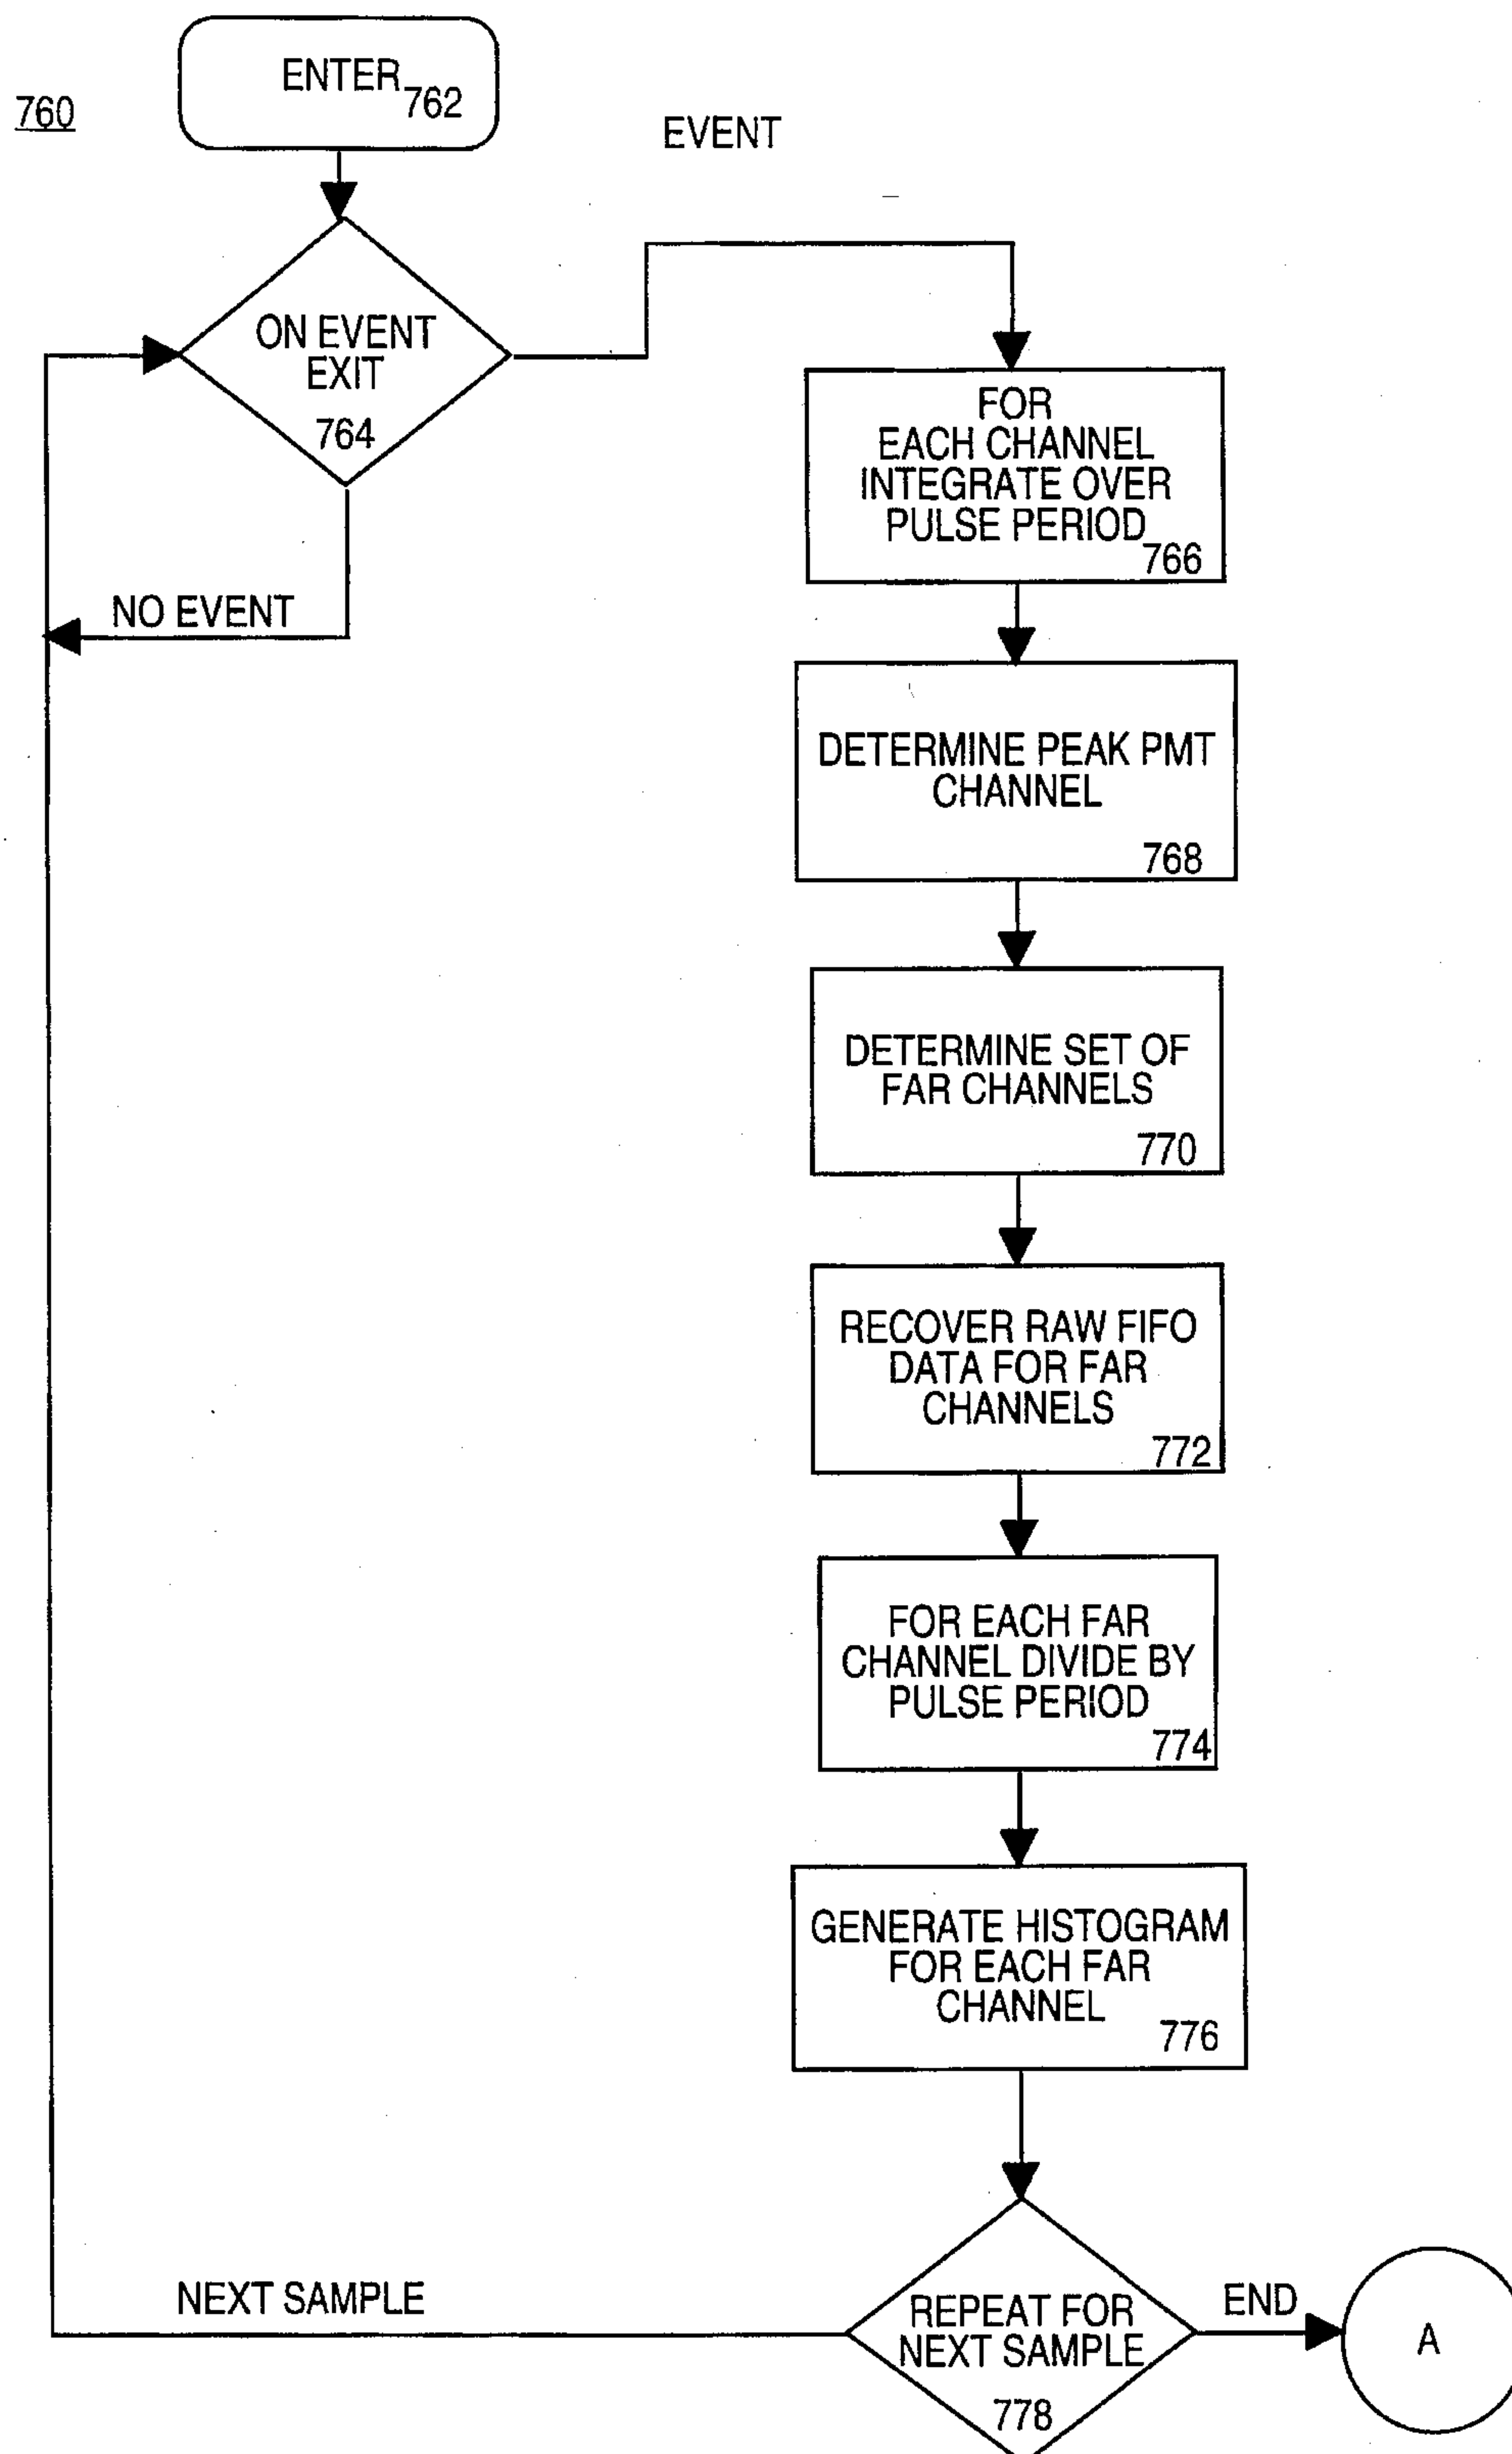 760
ENTER 762
EVENT
ON EVENT
EXIT
764
NO EVENT
FOR
EACH CHANNEL
INTEGRATE OVER
PULSE PERIOD
766
DETERMINE PEAK PMT
CHANNEL
768
DETERMINE SET OF
FAR CHANNELS
770
RECOVER RAW FIFO
DATA FOR FAR
CHANNELS
772
FOR EACH FAR
CHANNEL DIVIDE BY
PULSE PERIOD
774
GENERATE HISTOGRAM
FOR EACH FAR
CHANNEL
776
NEXT SAMPLE
REPEAT FOR
NEXT SAMPLE
778
END
A